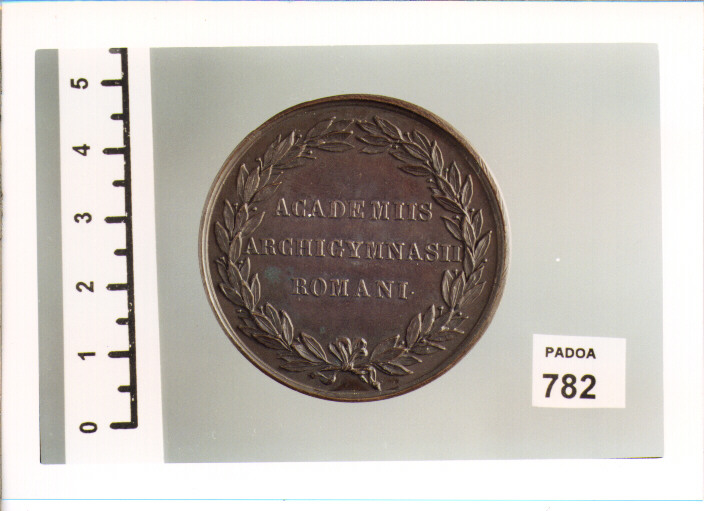 ACADEMIIS
ARCHIGYMNASII
ROMANI·
PADOA
782
5
4
3
2
1
0